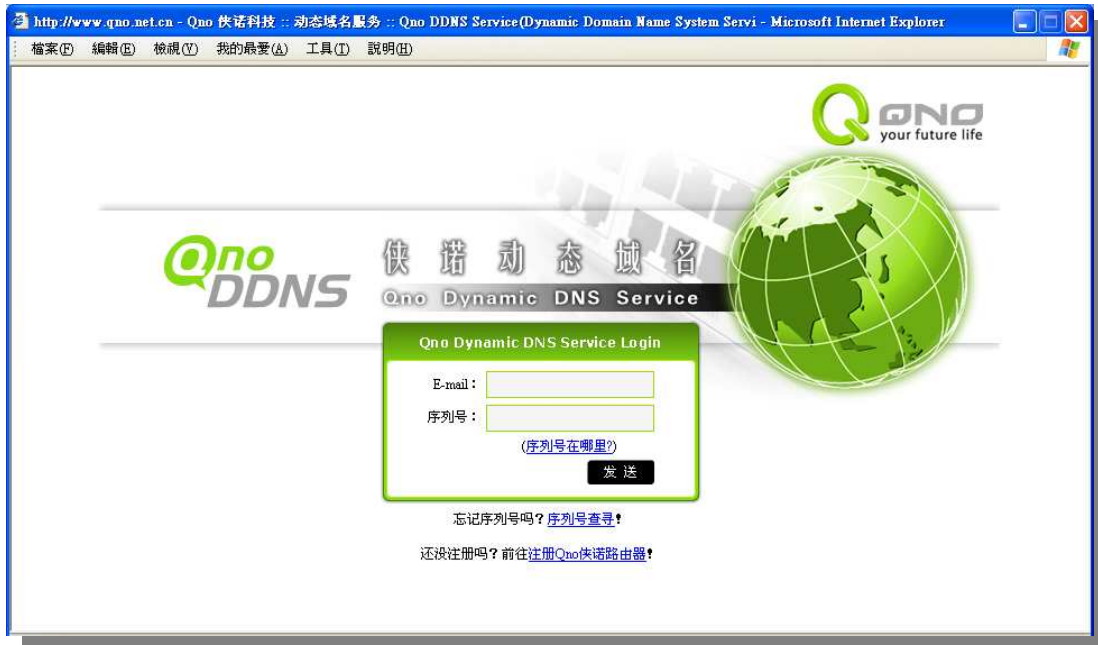 http://www.qno.net.cn - Qno 侠诺科技 :: 动态域名服务 :: Qno DDNS Service(Dynamic Domain Name System Servi - Microsoft Internet Explorer
檔案(F) 編輯(E) 檢視(V) 我的最愛(A) 工具(T) 說明(H)
QNO
your future life
Qno
DDNS
侠诺动态域名
Qno Dynamic DNS Service
Qno Dynamic DNS Service Login
E-mail：
序列号：
(序列号在哪里?)
发 送
忘记序列号吗? 序列号查寻!
还没注册吗? 前往注册Qno侠诺路由器!